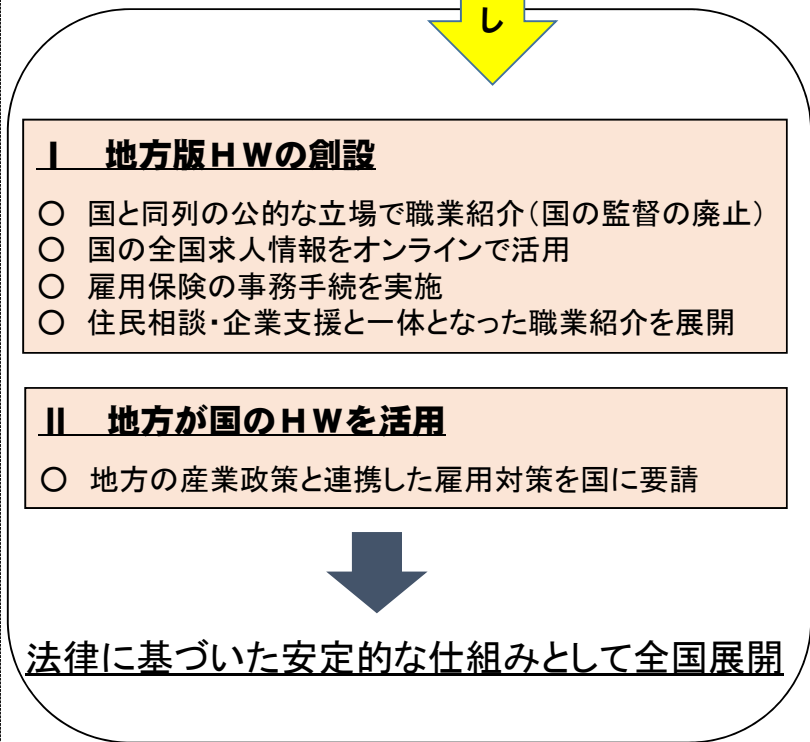 し
Ⅰ 地方版HWの創設
○ 国と同列の公的な立場で職業紹介(国の監督の廃止)
○ 国の全国求人情報をオンラインで活用
○ 雇用保険の事務手続を実施
○ 住民相談・企業支援と一体となった職業紹介を展開
Ⅱ 地方が国のHWを活用
○ 地方の産業政策と連携した雇用対策を国に要請
法律に基づいた安定的な仕組みとして全国展開